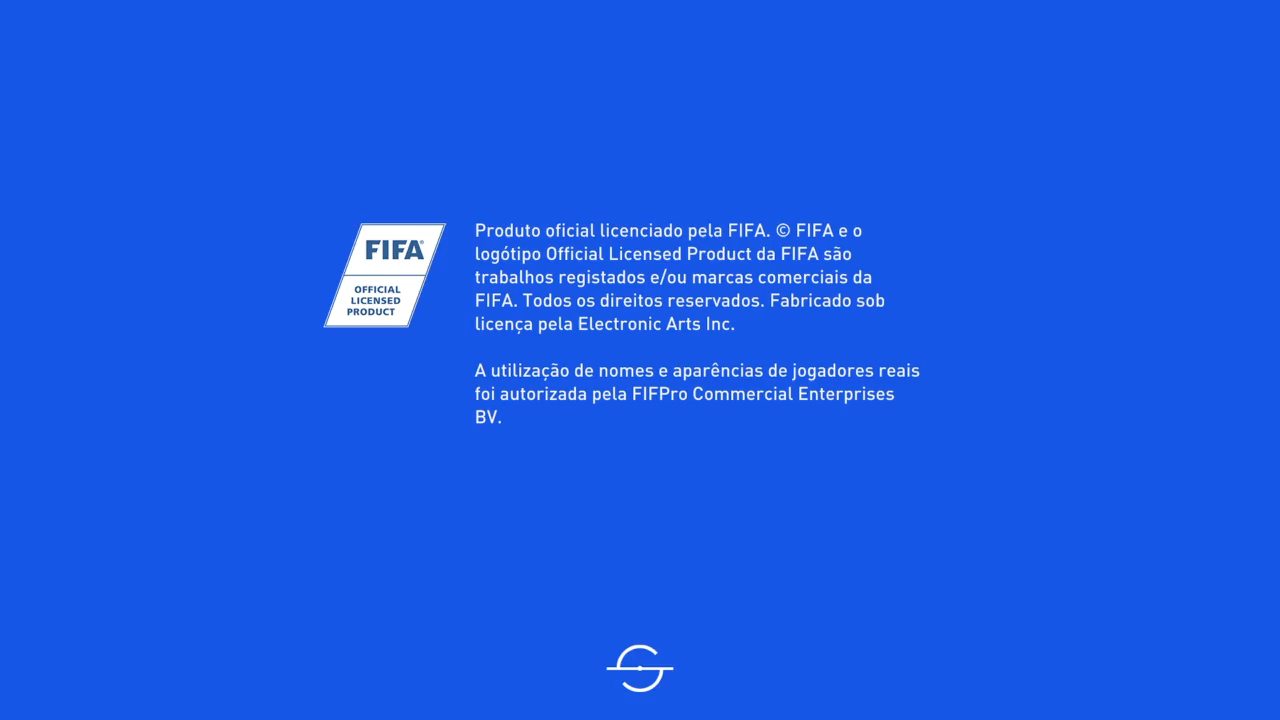 FIFA®
OFFICIAL
LICENSED
PRODUCT
Produto oficial licenciado pela FIFA. © FIFA e o
logótipo Official Licensed Product da FIFA são
trabalhos registados e/ou marcas comerciais da
FIFA. Todos os direitos reservados. Fabricado sob
licença pela Electronic Arts Inc.
A utilização de nomes e aparências de jogadores reais
foi autorizada pela FIFPro Commercial Enterprises
BV.